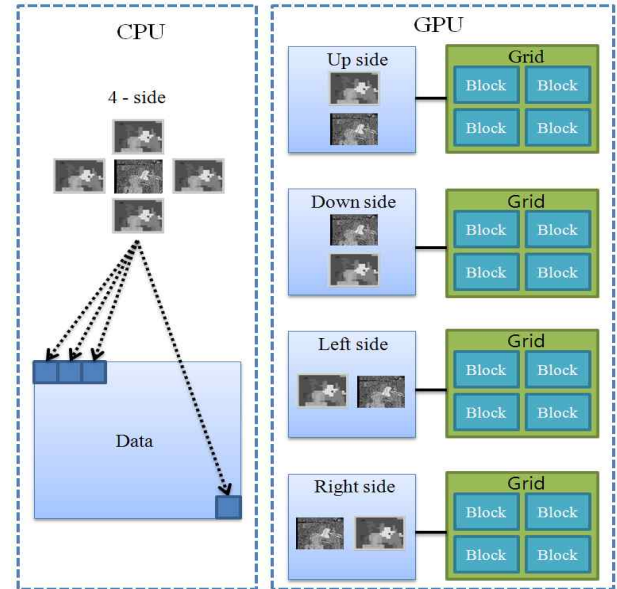 CPU
4 - side
Data
GPU
Up side
Grid
Block Block
Block Block
Down side
Grid
Block Block
Block Block
Left side
Grid
Block Block
Block Block
Right side
Grid
Block Block
Block Block